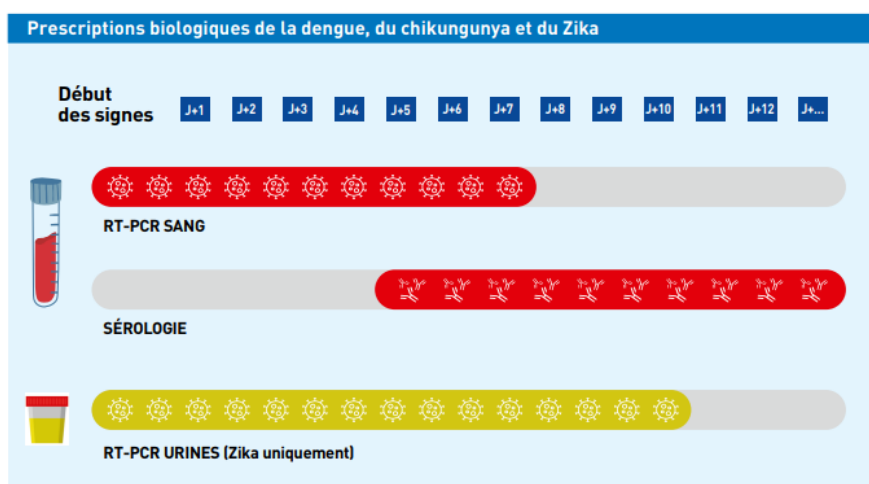 Prescriptions biologiques de la dengue, du chikungunya et du Zika
Début
des signes
J+1 J+2 J+3 J+4 J+5 J+6 J+7 J+8 J+9 J+10 J+11 J+12 J+...
RT-PCR SANG
SÉROLOGIE
RT-PCR URINES (Zika uniquement)